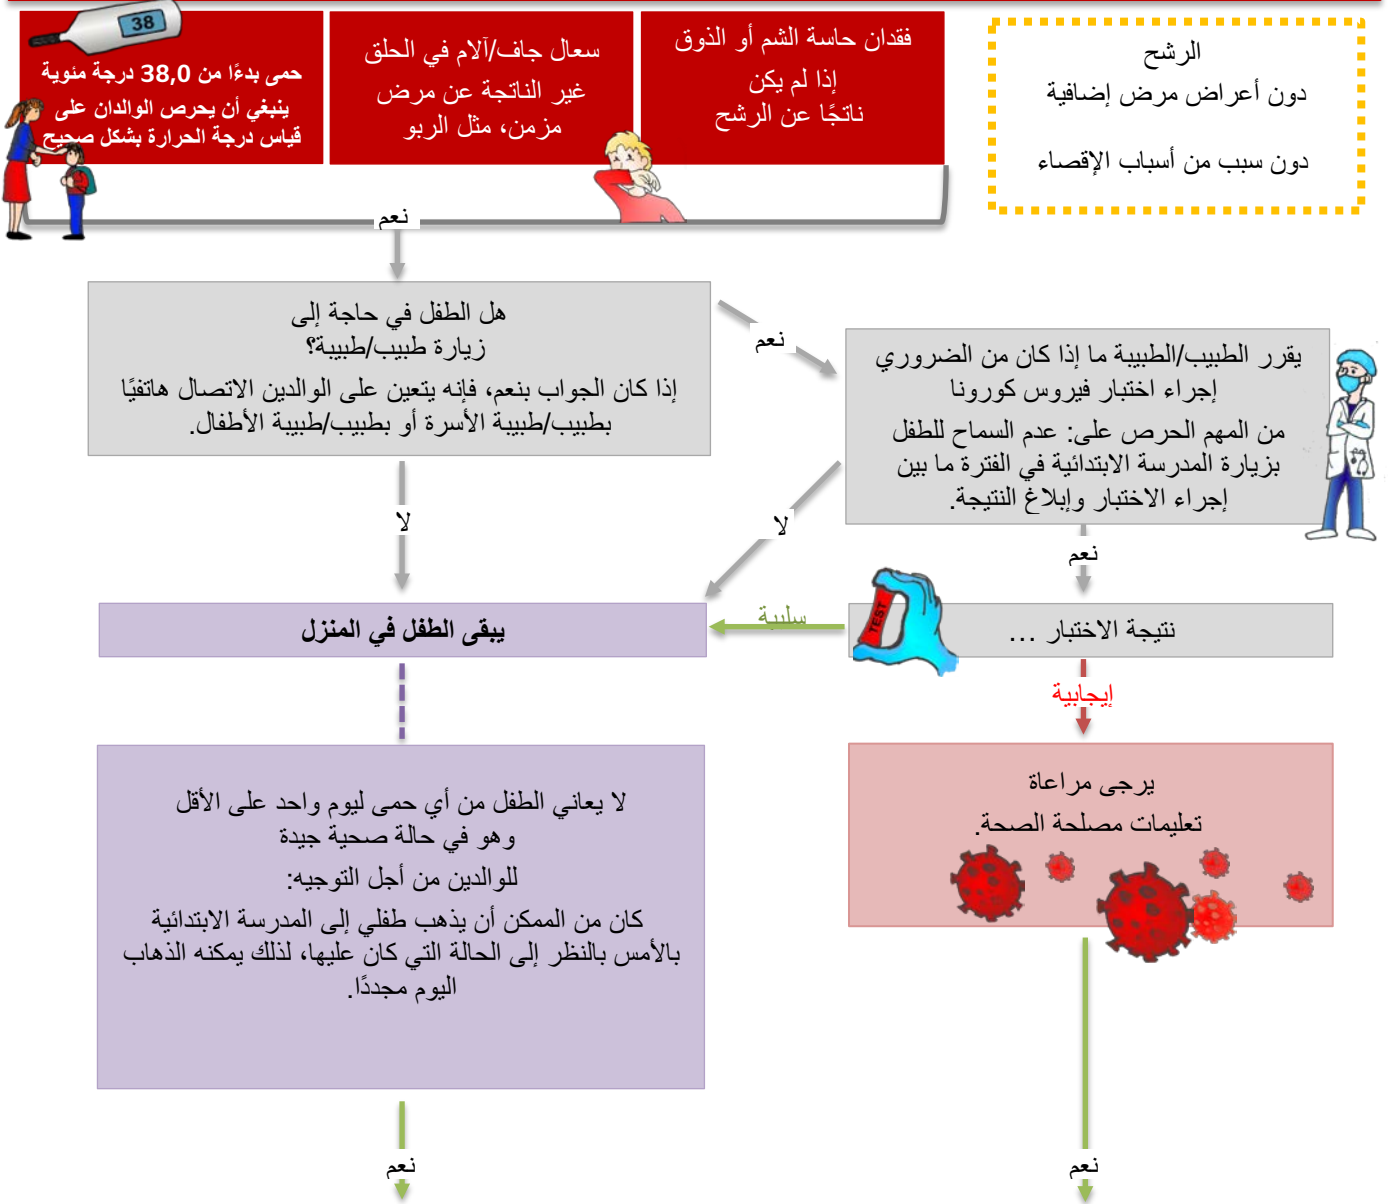 38
حمى بدءًا من 38,0 درجة مئوية
ينبغي أن يحرص الوالدان على
قياس درجة الحرارة بشكل صحيح
سعال جاف/آلام في الحلق
غير الناتجة عن مرض
مزمن، مثل الربو
فقدان حاسة الشم أو الذوق
إذا لم يكن
ناتجًا عن الرشح
الرشح
دون أعراض مرض إضافية
دون سبب من أسباب الإقصاء
نعم
هل الطفل في حاجة إلى
زيارة طبيب/طبيبة؟
إذا كان الجواب بنعم، فإنه يتعين على الوالدين الاتصال هاتفيًا
بطبيب/طبيبة الأسرة أو بطبيب/طبيبة الأطفال.
نعم
يقرر الطبيب/الطبيبة ما إذا كان من الضروري
إجراء اختبار فيروس كورونا
من المهم الحرص على: عدم السماح للطفل
بزيارة المدرسة الابتدائية في الفترة ما بين
إجراء الاختبار وإبلاغ النتيجة.
لا
لا
نعم
نتيجة الاختبار ...
TEST
سلبية
يبقى الطفل في المنزل
إيجابية
يرجى مراعاة
تعليمات مصلحة الصحة.
لا يعاني الطفل من أي حمى ليوم واحد على الأقل
وهو في حالة صحية جيدة
للوالدين من أجل التوجيه:
كان من الممكن أن يذهب طفلي إلى المدرسة الابتدائية
بالأمس بالنظر إلى الحالة التي كان عليها، لذلك يمكنه الذهاب
اليوم مجددًا.
نعم
نعم